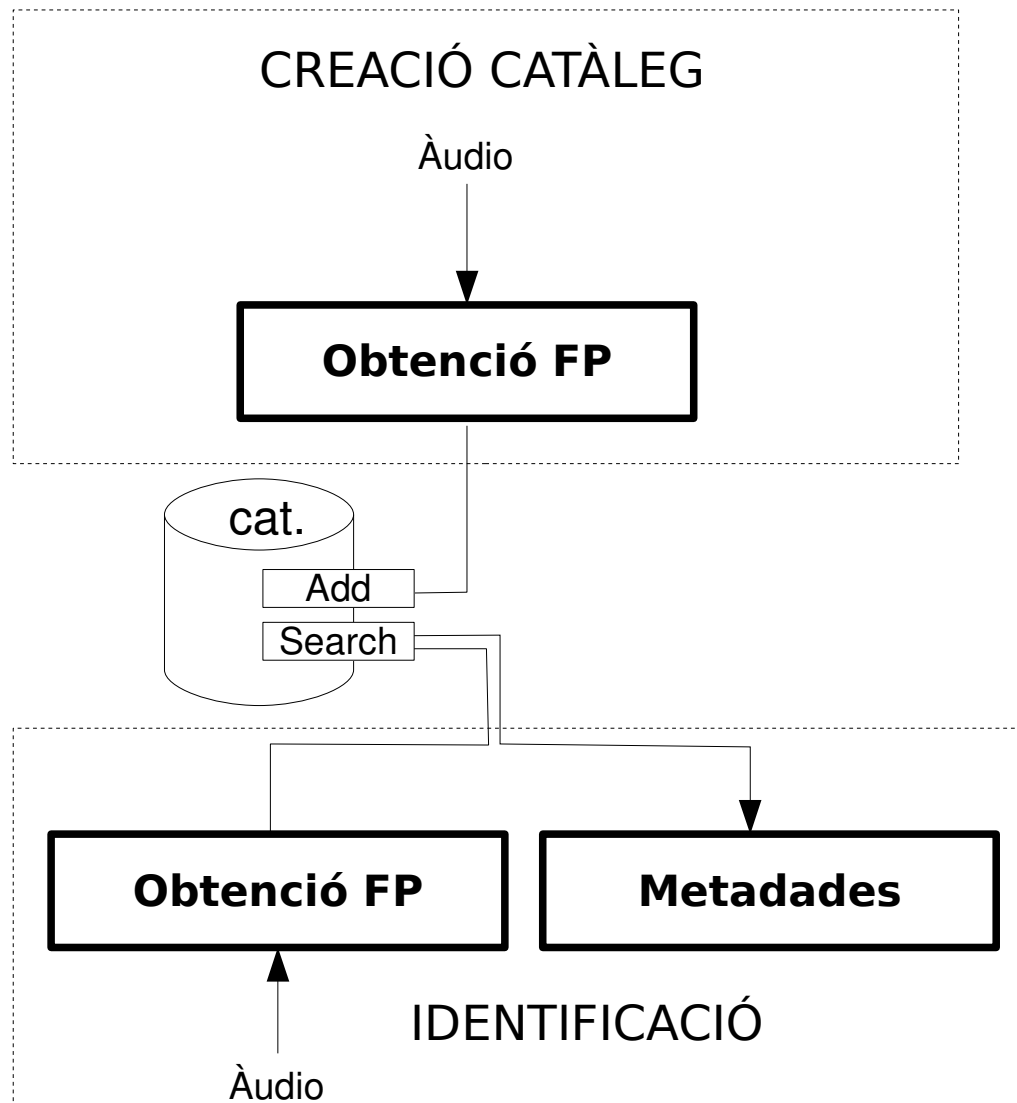 CREACIÓ CATÀLEG
Àudio
Obtenció FP
cat.
Add
Search
Obtenció FP
Metadades
IDENTIFICACIÓ
Àudio